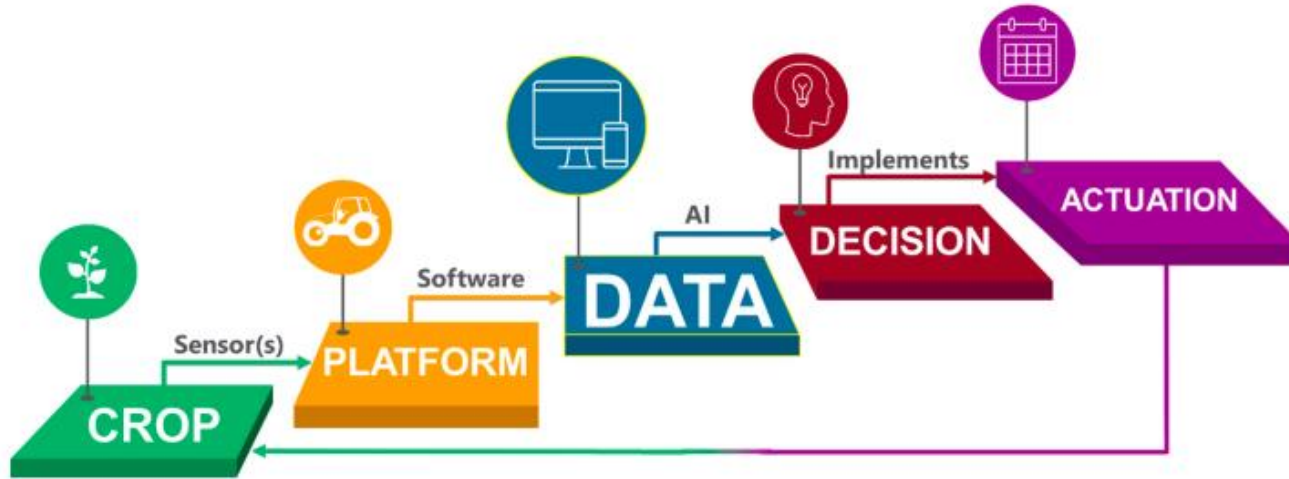 CROP
Sensor(s)
PLATFORM
Software
DATA
AI
DECISION
Implements
ACTUATION